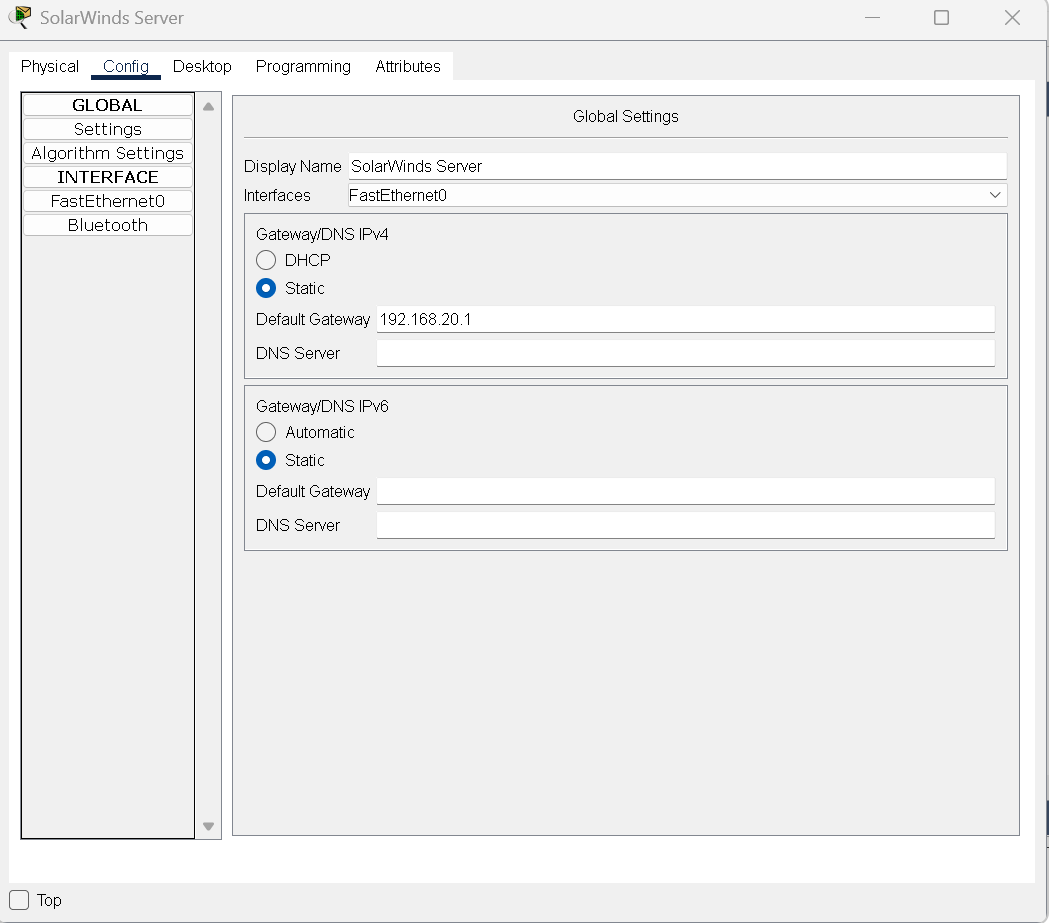 SolarWinds Server
Physical Config Desktop Programming Attributes
GLOBAL
Settings
Algorithm Settings
INTERFACE
FastEthernet0
Bluetooth
Global Settings
Display Name SolarWinds Server
Interfaces FastEthernet0
Gateway/DNS IPv4
DHCP
Static
Default Gateway 192.168.20.1
DNS Server
Gateway/DNS IPv6
Automatic
Static
Default Gateway
DNS Server
Top